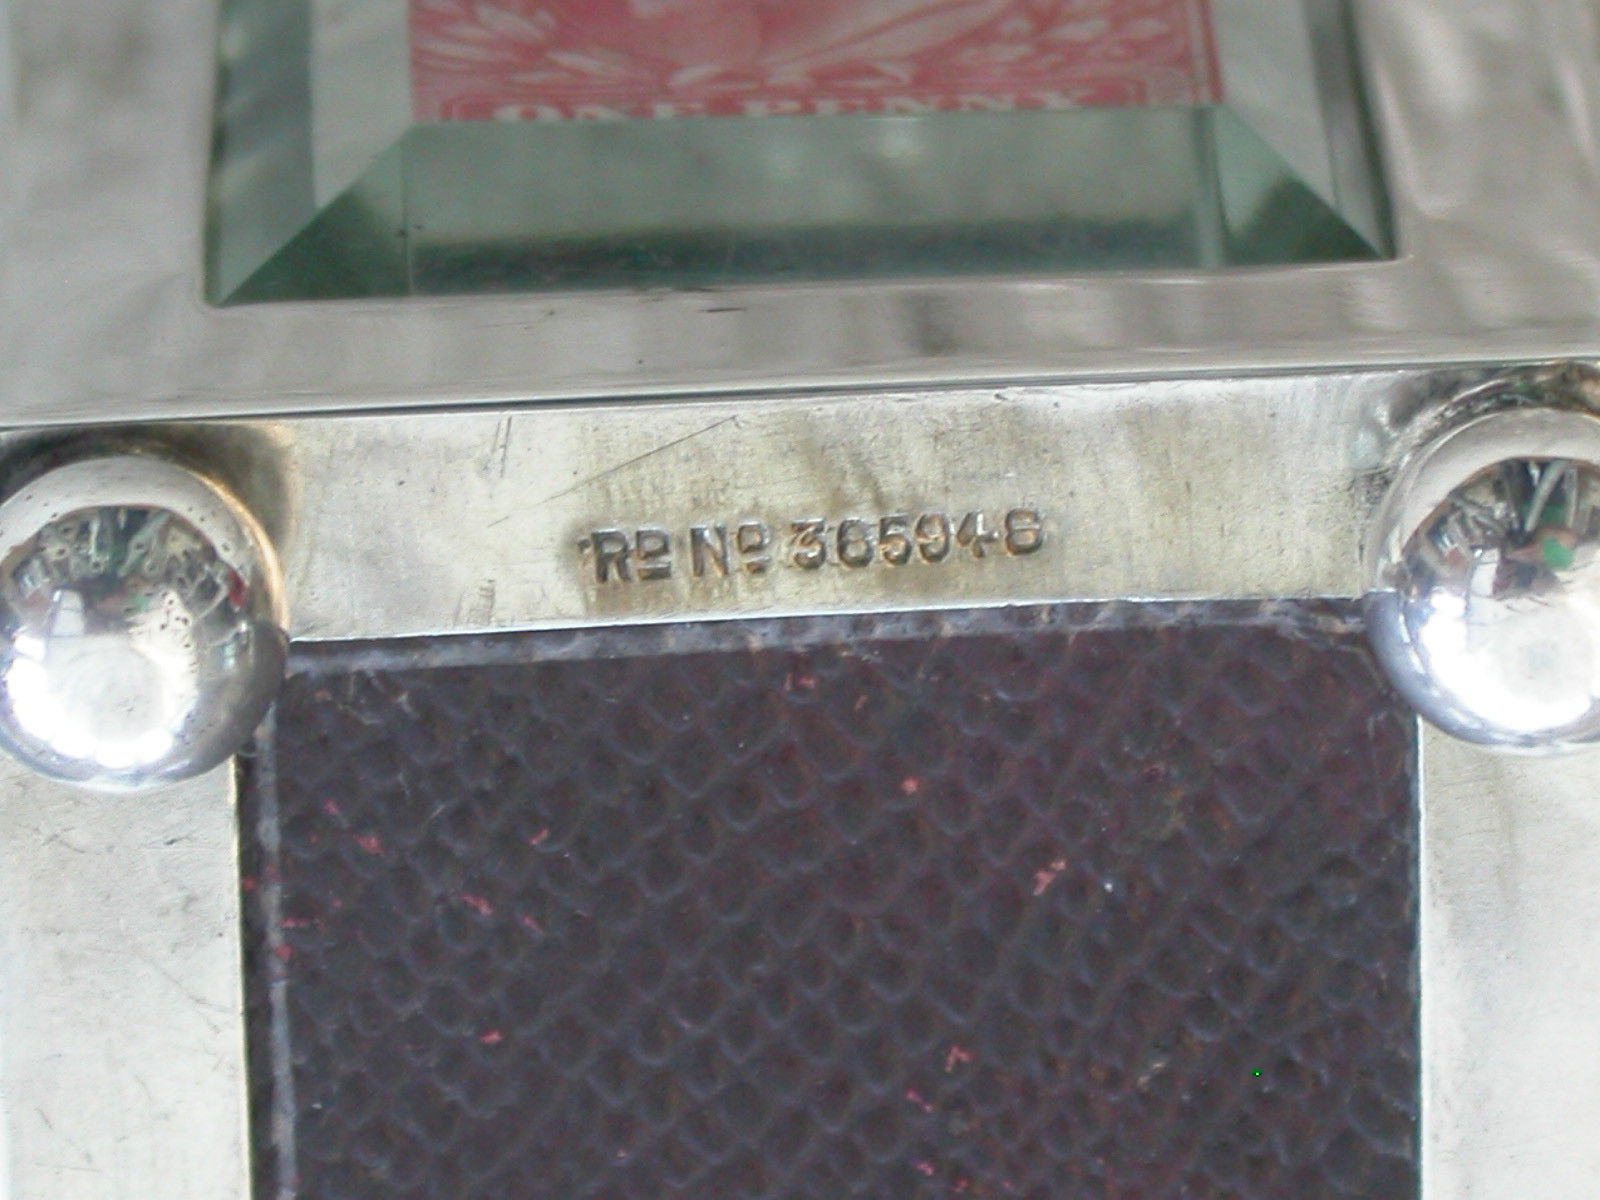 ONE PENNY
Rᴰ Nº 365948